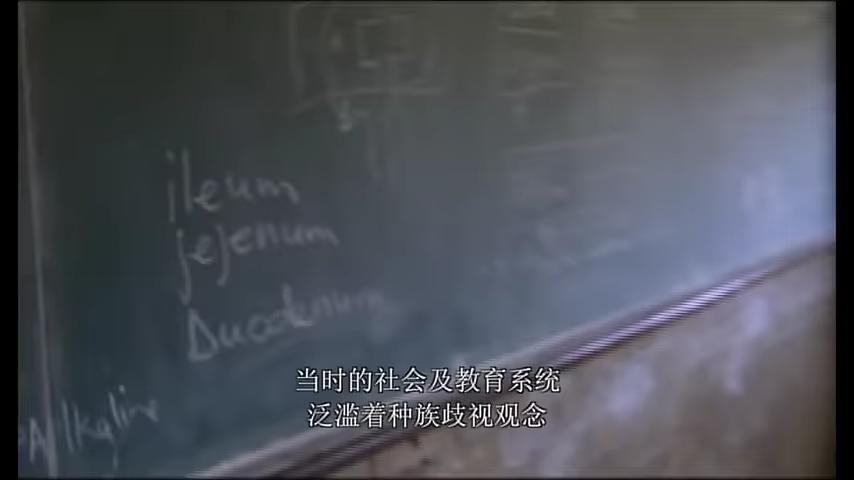 ileum
jejenum
Duodenum
Alkaline
当时的社会及教育系统
泛滥着种族歧视观念